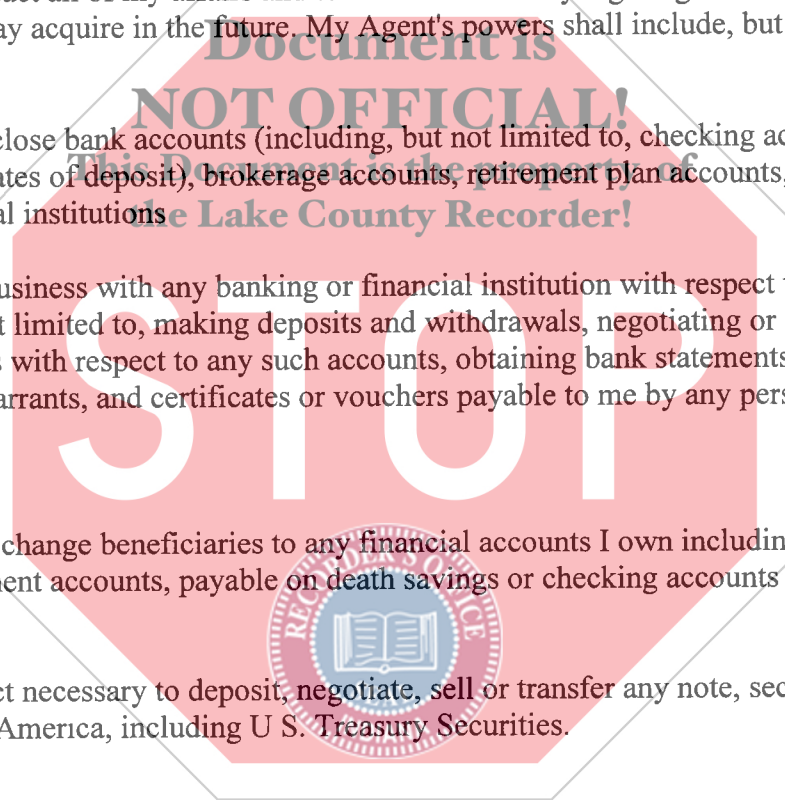 ay acquire in the future. My Agent's powers shall include, but
Document is
NOT OFFICIAL!
close bank accounts (including, but not limited to, checking ac
This Document is the property of
ates of deposit), brokerage accounts, retirement plan accounts,
al institutions
the Lake County Recorder!
usiness with any banking or financial institution with respect t
t limited to, making deposits and withdrawals, negotiating or
s with respect to any such accounts, obtaining bank statements
arrants, and certificates or vouchers payable to me by any pers
STOP
change beneficiaries to any financial accounts I own includin
ent accounts, payable on death savings or checking accounts
RECORDER'S OFFICE
ct necessary to deposit, negotiate, sell or transfer any note, sec
America, including U S. Treasury Securities.